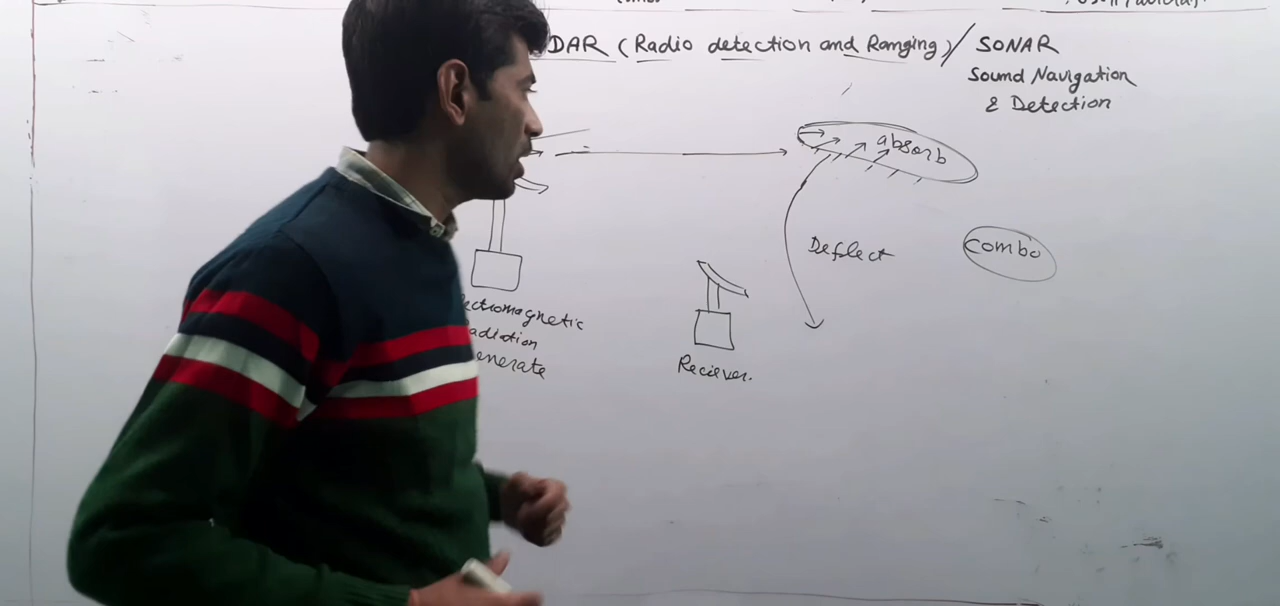 DAR (Radio detection and Ranging) / SONAR
Sound Navigation
& Detection
absorb
Deflect
combo
ectromagnetic
adiation
enerate
Reciever.